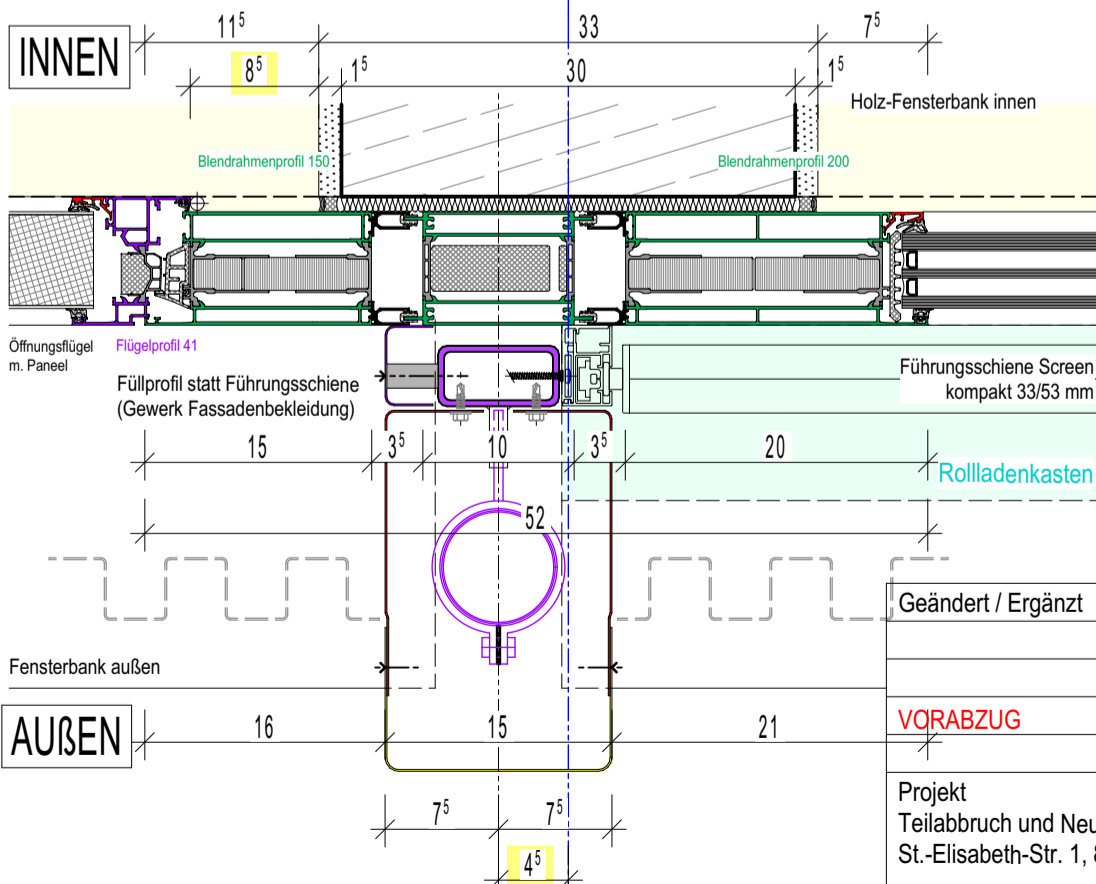 INNEN
11⁵
33
7⁵
8⁵
1⁵
30
1⁵
Holz-Fensterbank innen
Blendrahmenprofil 150
Blendrahmenprofil 200
Öffnungsflügel
m. Paneel
Flügelprofil 41
Füllprofil statt Führungsschiene
(Gewerk Fassadenbekleidung)
Führungsschiene Screen
kompakt 33/53 mm
15
3⁵
10
3⁵
20
Rollladenkasten
52
Fensterbank außen
AUßEN
16
15
21
7⁵
7⁵
4⁵
Geändert / Ergänzt
VORABZUG
Projekt
Teilabbruch und Neu
St.-Elisabeth-Str. 1, 8